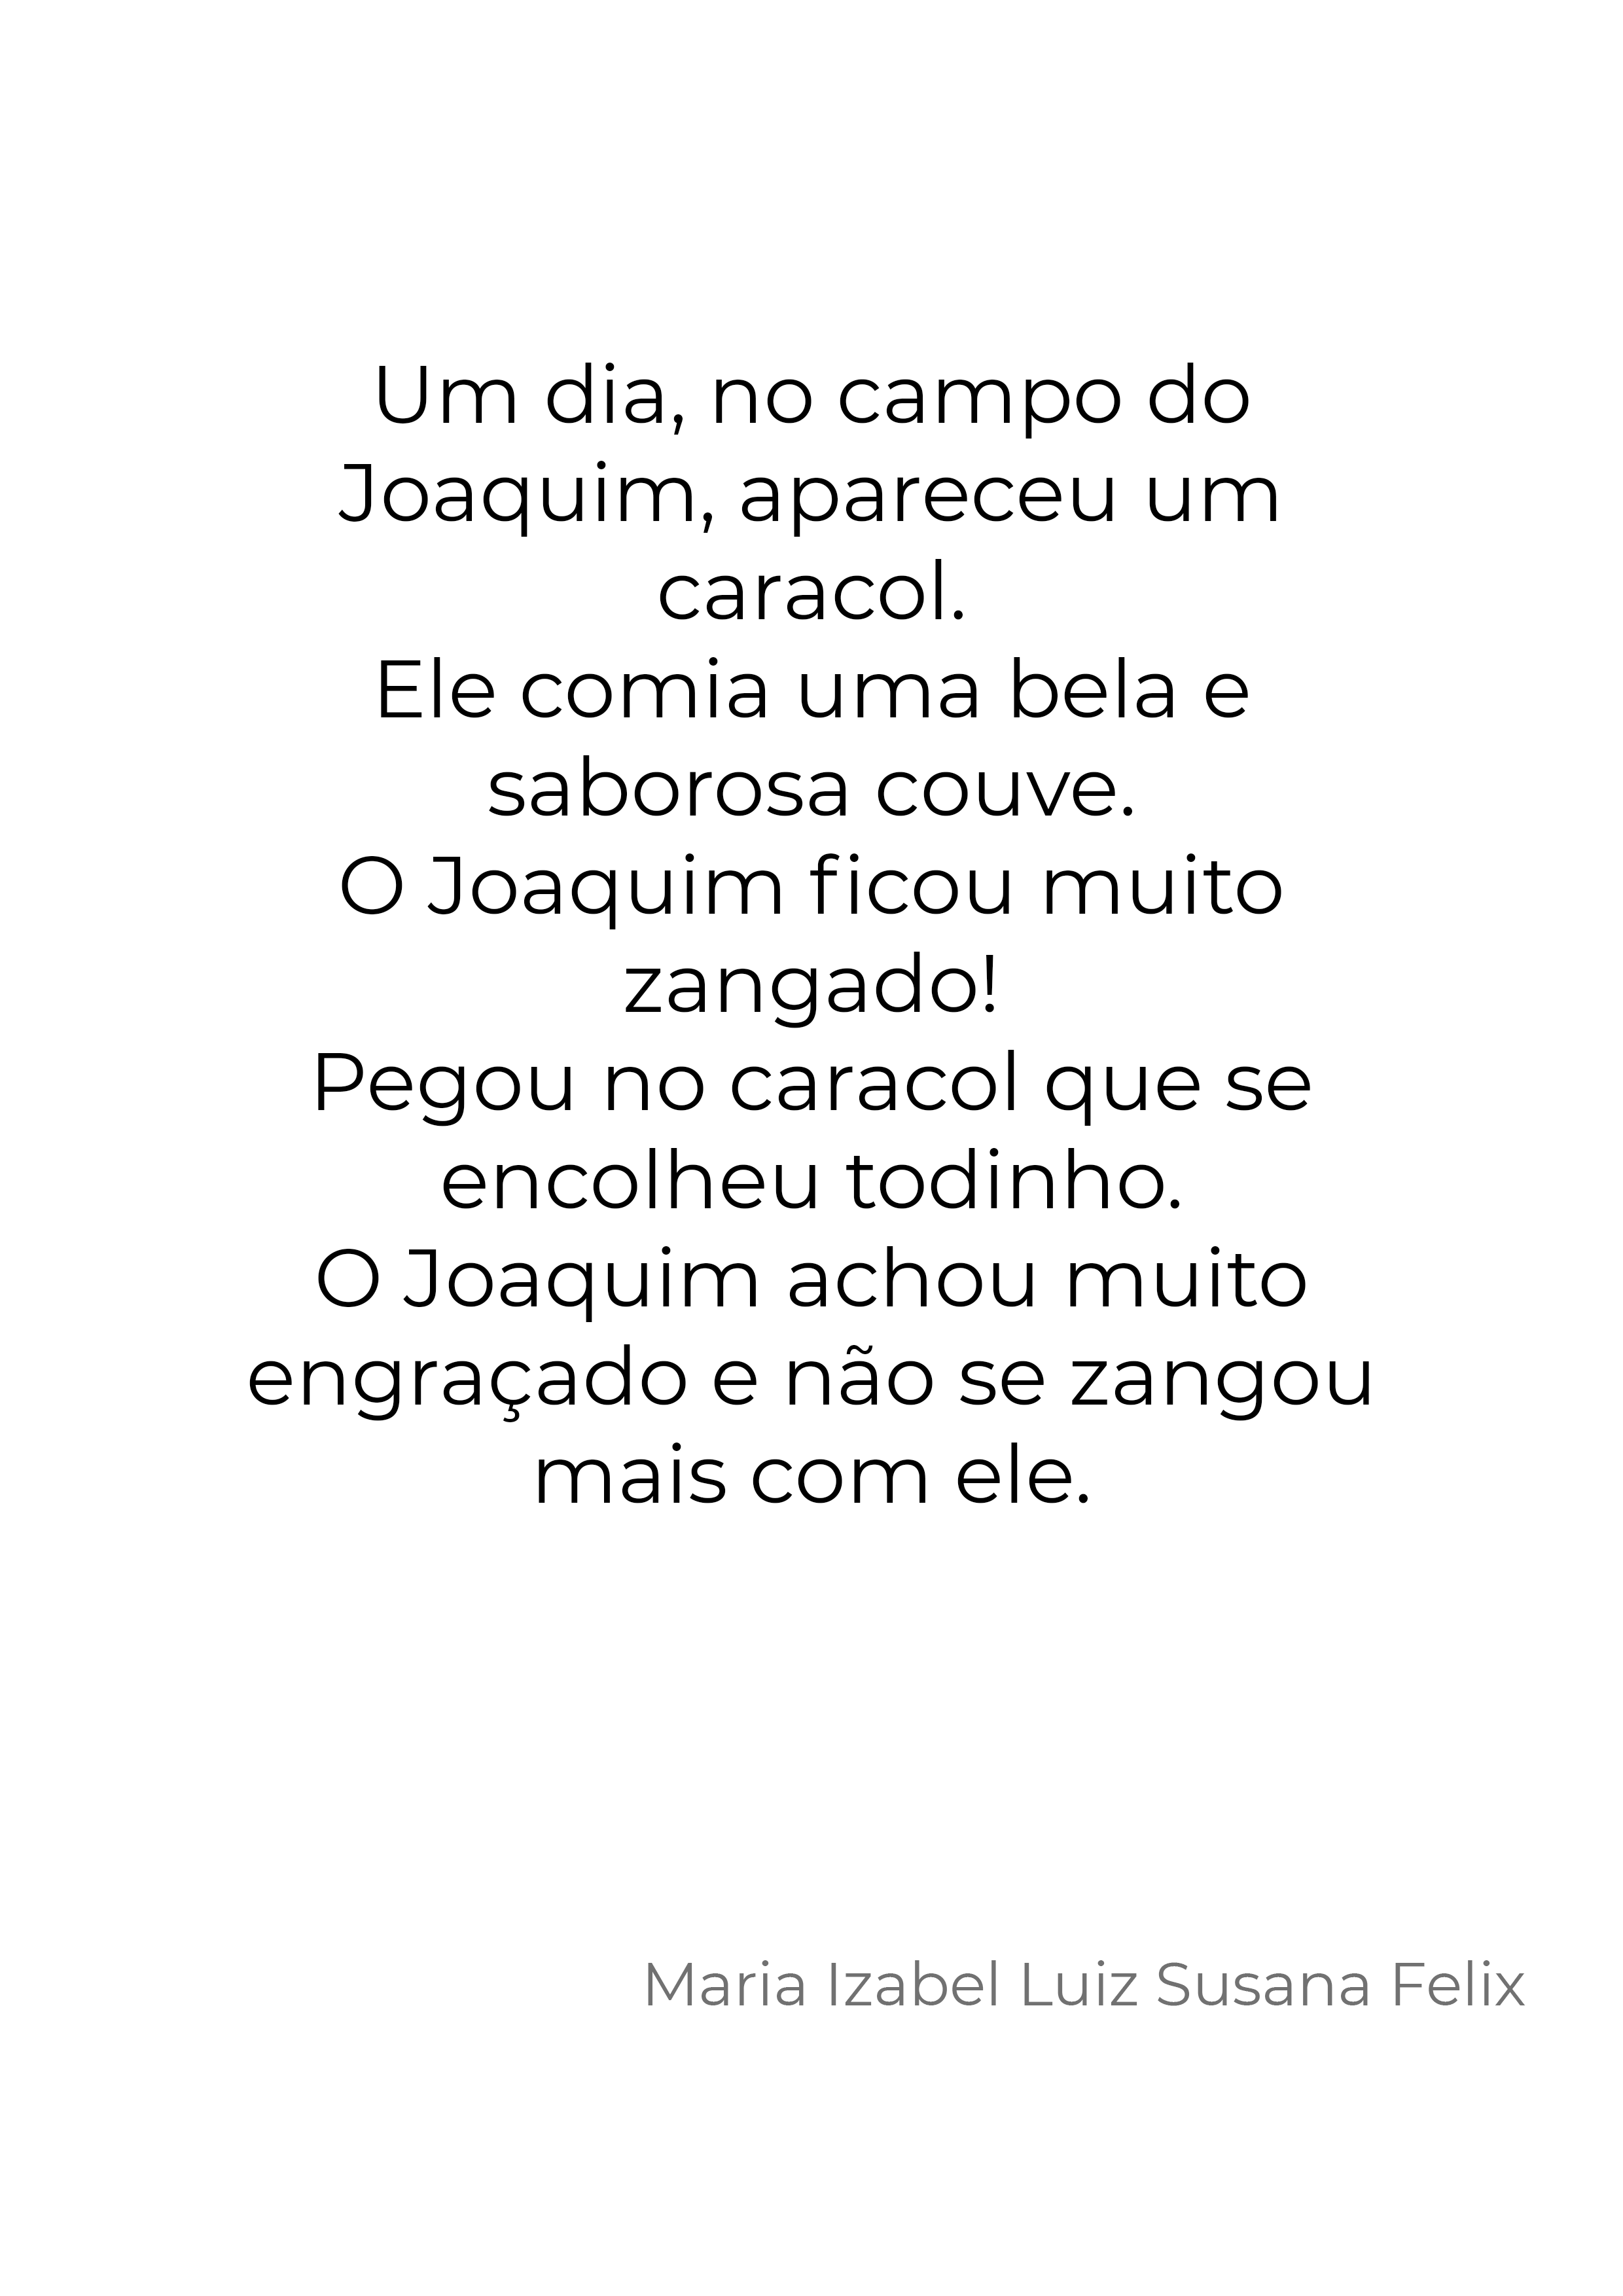 Um dia, no campo do
Joaquim, apareceu um
caracol.
Ele comia uma bela e
saborosa couve.
O Joaquim ficou muito
zangado!
Pegou no caracol que se
encolheu todinho.
O Joaquim achou muito
engraçado e não se zangou
mais com ele.
Maria Izabel Luiz Susana Felix